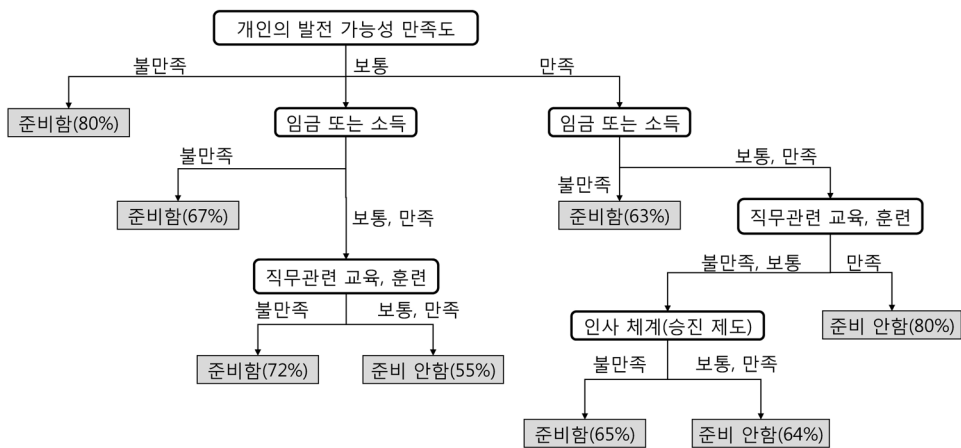 개인의 발전 가능성 만족도
불만족
보통
만족
준비함(80%)
임금 또는 소득
임금 또는 소득
불만족
보통, 만족
불만족
준비함(67%)
준비함(63%)
직무관련 교육, 훈련
보통, 만족
불만족, 보통
만족
직무관련 교육, 훈련
불만족
보통, 만족
인사 체계(승진 제도)
준비 안함(80%)
준비함(72%)
준비 안함(55%)
불만족
보통, 만족
준비함(65%)
준비 안함(64%)